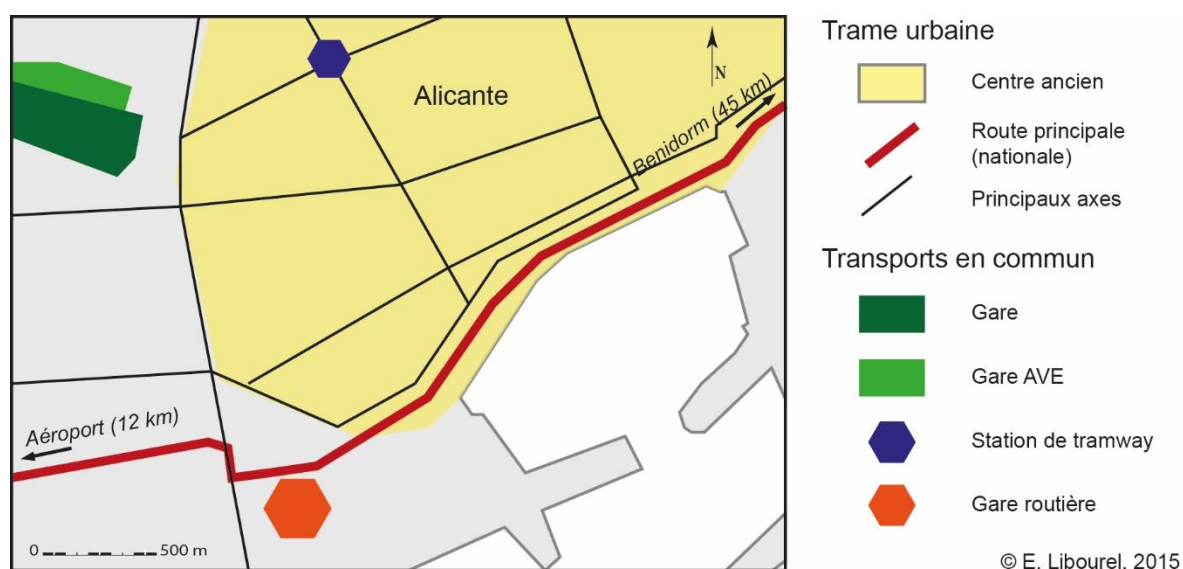 Alicante
N
Benidorm (45 km)
Aéroport (12 km)
0 500 m
Trame urbaine
Centre ancien
Route principale
(nationale)
Principaux axes
Transports en commun
Gare
Gare AVE
Station de tramway
Gare routière
© E. Libourel, 2015